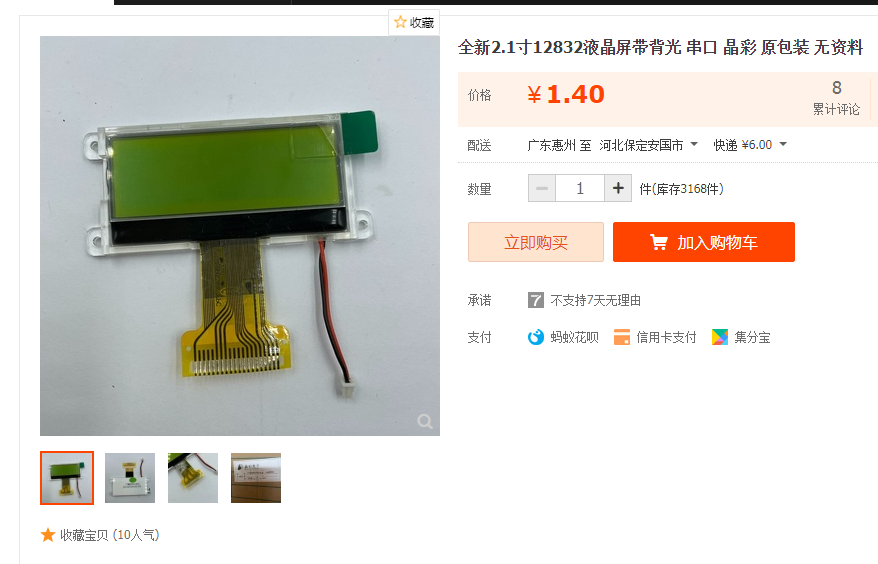 收藏
全新2.1寸12832液晶屏带背光 串口 晶彩 原包装 无资料
价格 ¥1.40 8
累计评论
配送 广东惠州 至 河北保定安国市 快递 ¥6.00
数量 − 1 + 件(库存3168件)
立即购买 加入购物车
承诺 7 不支持7天无理由
支付 蚂蚁花呗 信用卡支付 集分宝
收藏宝贝 (10人气)